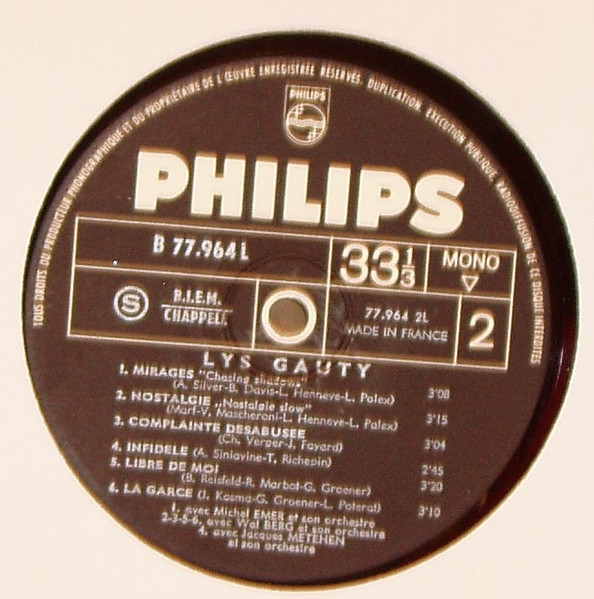 TOUS DROITS DU PRODUCTEUR PHONOGRAPHIQUE ET DU PROPRIÉTAIRE DE L'ŒUVRE ENREGISTRÉE RÉSERVÉS. DUPLICATION, EXÉCUTION PUBLIQUE, RADIODIFFUSION DE CE DISQUE INTERDITES
PHILIPS
PHILIPS
B 77.964 L
33 1/3
MONO
S
B.I.E.M.
CHAPPELL
77.964 2L
MADE IN FRANCE
2
LYS GAUTY
1. MIRAGES "Chasing shadows"
(A. Silver-B. Davis-L. Henneve-L. Palex) 3'08
2. NOSTALGIE „Nostalgie slow"
(Marf-V. Mascheroni-L. Henneve-L. Palex) 3'15
3. COMPLAINTE DESABUSEE
(Ch. Verger-J. Fayard) 3'04
4. INFIDELE (A. Siniavine-T. Richepin) 2'45
5. LIBRE DE MOI
(B. Reisfeld-R. Marbot-G. Groener) 3'20
6. LA GARCE (J. Kosma-G. Groener-L. Poterat) 3'10
1. avec Michel EMER et son orchestre
2-3-5-6. avec Wal BERG et son orchestre
4. avec Jacques METEHEN
et son orchestre